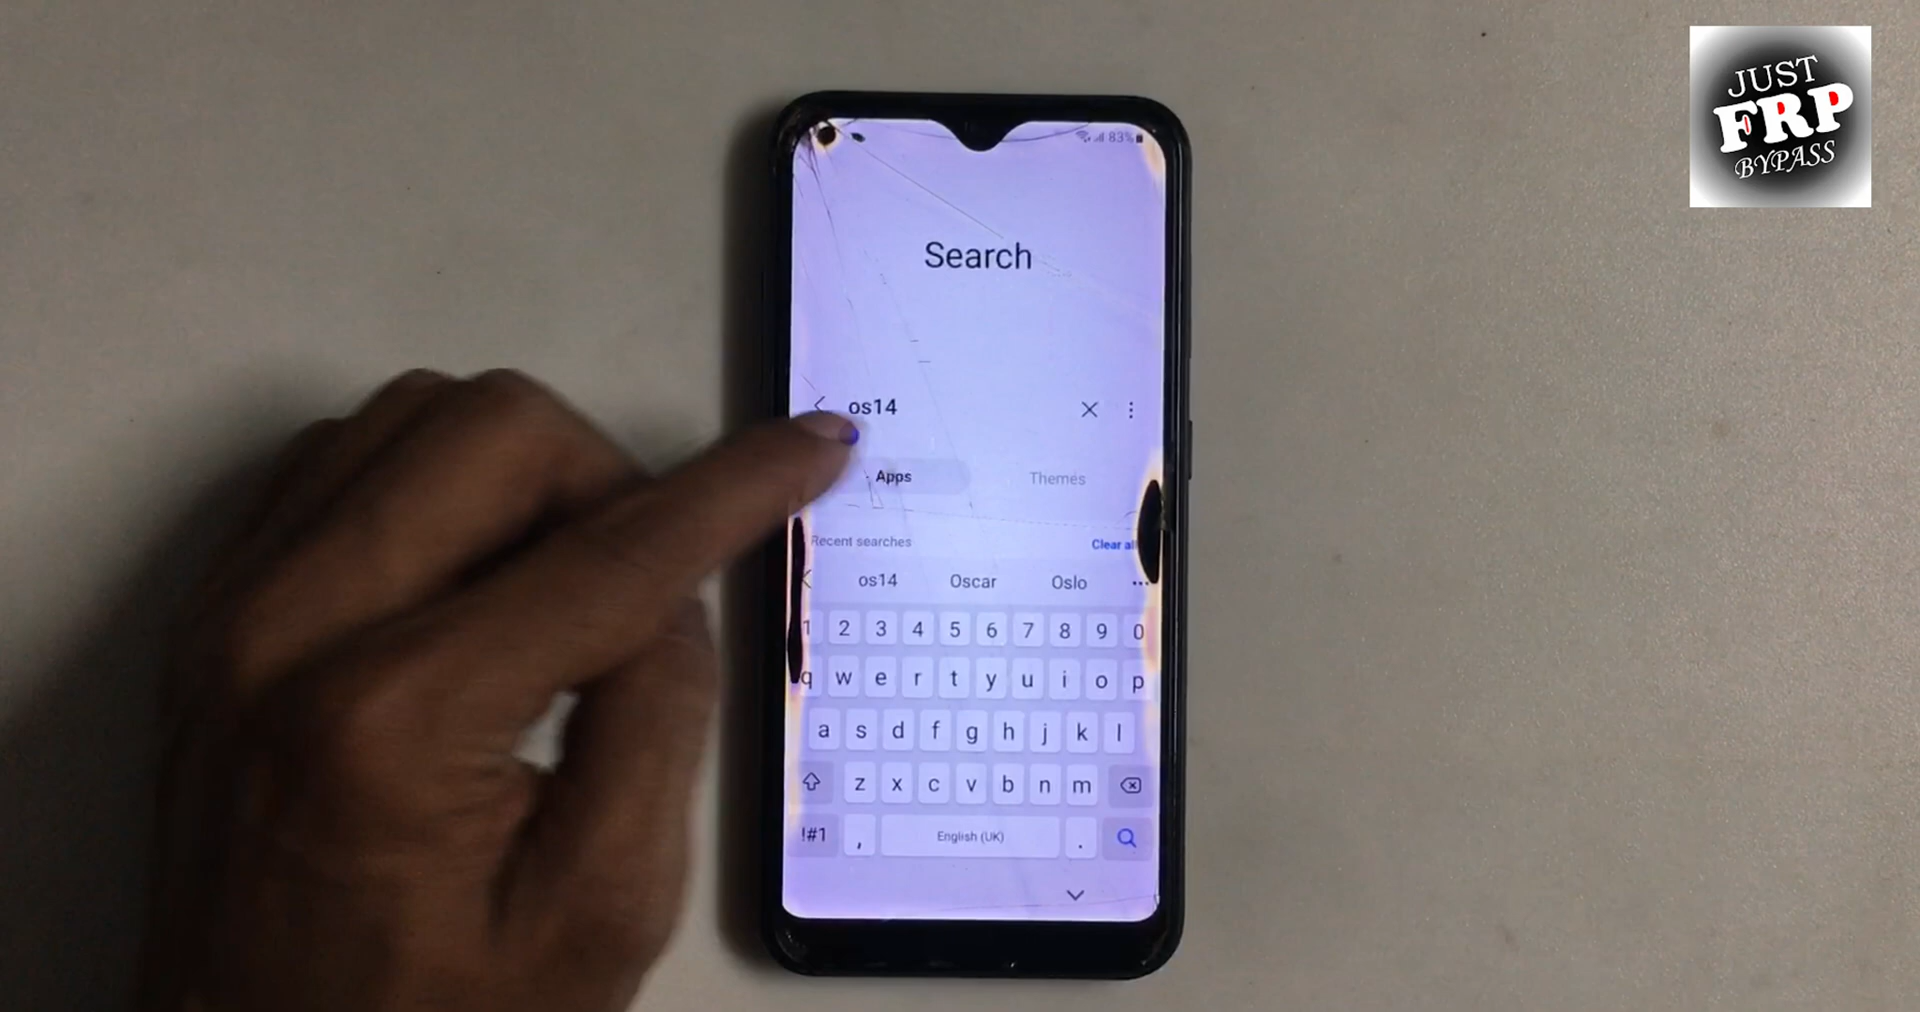 JUST
FRP
BYPASS
83%
Search
os14
Apps Themes
Recent searches Clear all
os14 Oscar Oslo
1 2 3 4 5 6 7 8 9 0
q w e r t y u i o p
a s d f g h j k l
z x c v b n m
!#1 , English (UK) .